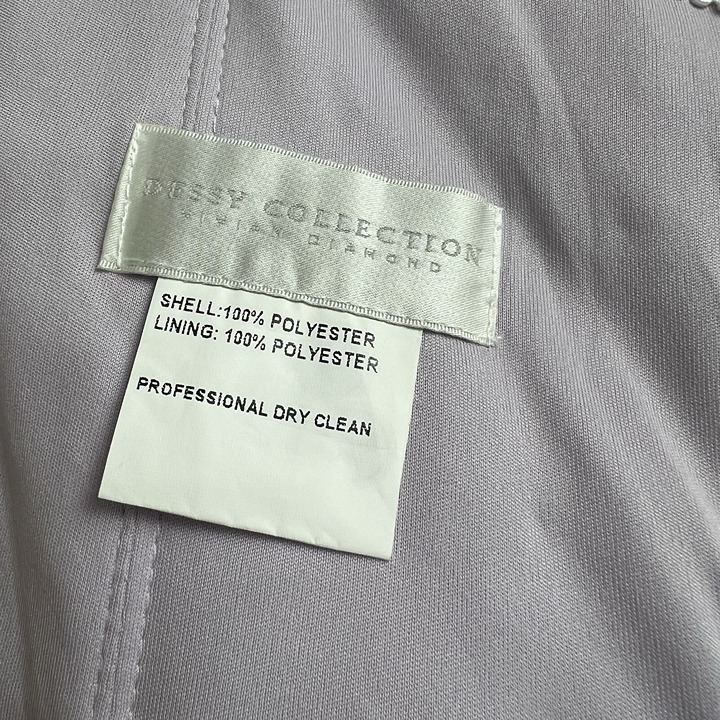 DESSY COLLECTION
VIVIAN DIAMOND
SHELL:100% POLYESTER
LINING: 100% POLYESTER
PROFESSIONAL DRY CLEAN